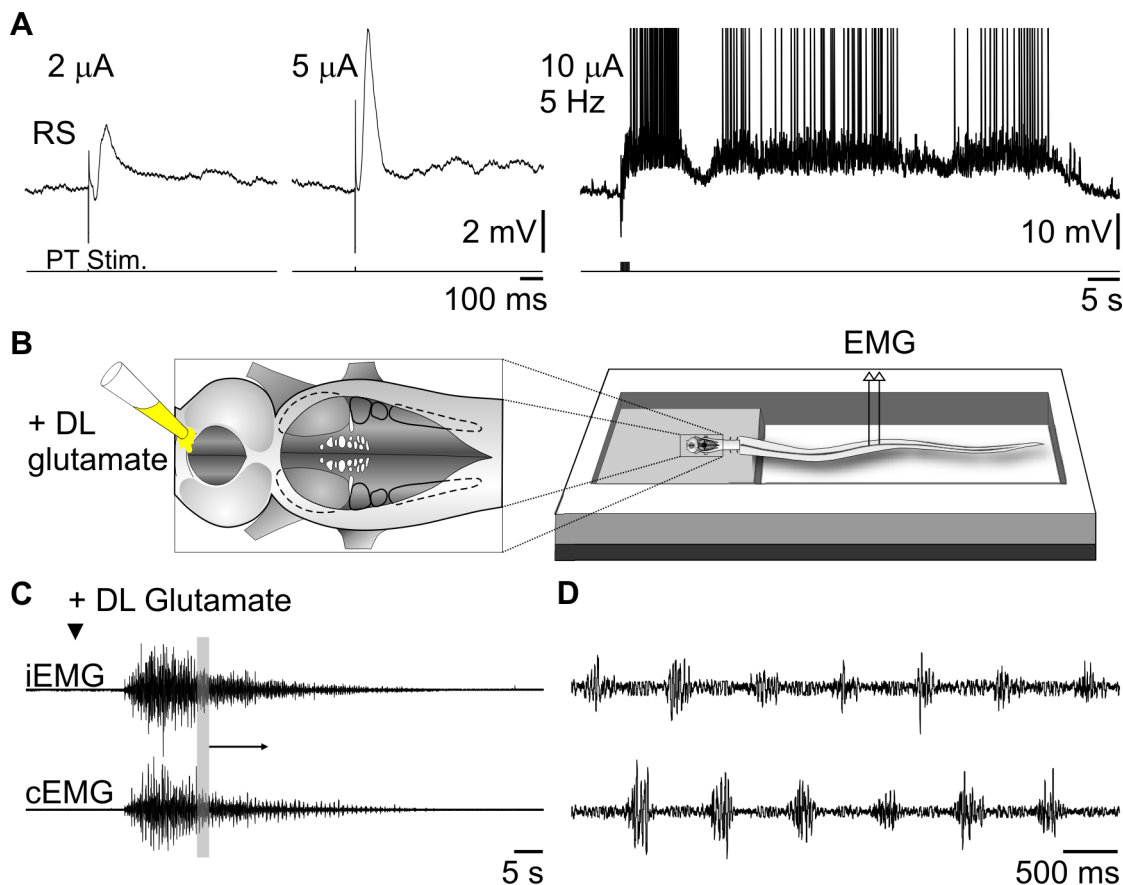 A
2 μA
5 μA
10 μA
5 Hz
RS
2 mV
10 mV
PT Stim.
100 ms
5 s
B
EMG
+ DL
glutamate
C
+ DL Glutamate
D
iEMG
cEMG
5 s
500 ms